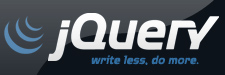 jQuery
write less, do more.